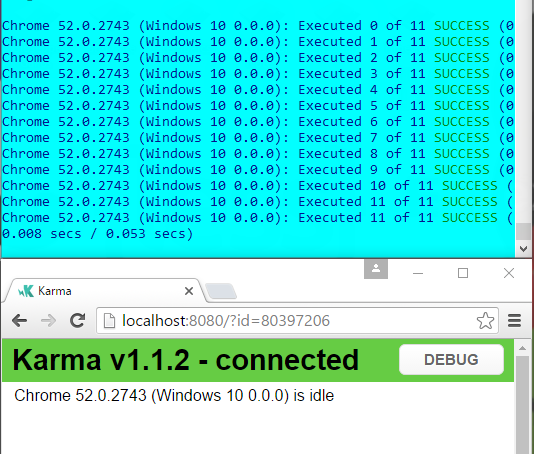 Chrome 52.0.2743 (Windows 10 0.0.0): Executed 0 of 11 SUCCESS (0
Chrome 52.0.2743 (Windows 10 0.0.0): Executed 1 of 11 SUCCESS (0
Chrome 52.0.2743 (Windows 10 0.0.0): Executed 2 of 11 SUCCESS (0
Chrome 52.0.2743 (Windows 10 0.0.0): Executed 3 of 11 SUCCESS (0
Chrome 52.0.2743 (Windows 10 0.0.0): Executed 4 of 11 SUCCESS (0
Chrome 52.0.2743 (Windows 10 0.0.0): Executed 5 of 11 SUCCESS (0
Chrome 52.0.2743 (Windows 10 0.0.0): Executed 6 of 11 SUCCESS (0
Chrome 52.0.2743 (Windows 10 0.0.0): Executed 7 of 11 SUCCESS (0
Chrome 52.0.2743 (Windows 10 0.0.0): Executed 8 of 11 SUCCESS (0
Chrome 52.0.2743 (Windows 10 0.0.0): Executed 9 of 11 SUCCESS (0
Chrome 52.0.2743 (Windows 10 0.0.0): Executed 10 of 11 SUCCESS (
Chrome 52.0.2743 (Windows 10 0.0.0): Executed 11 of 11 SUCCESS (
Chrome 52.0.2743 (Windows 10 0.0.0): Executed 11 of 11 SUCCESS (
0.008 secs / 0.053 secs)
Karma
localhost:8080/?id=80397206
Karma v1.1.2 - connected DEBUG
Chrome 52.0.2743 (Windows 10 0.0.0) is idle